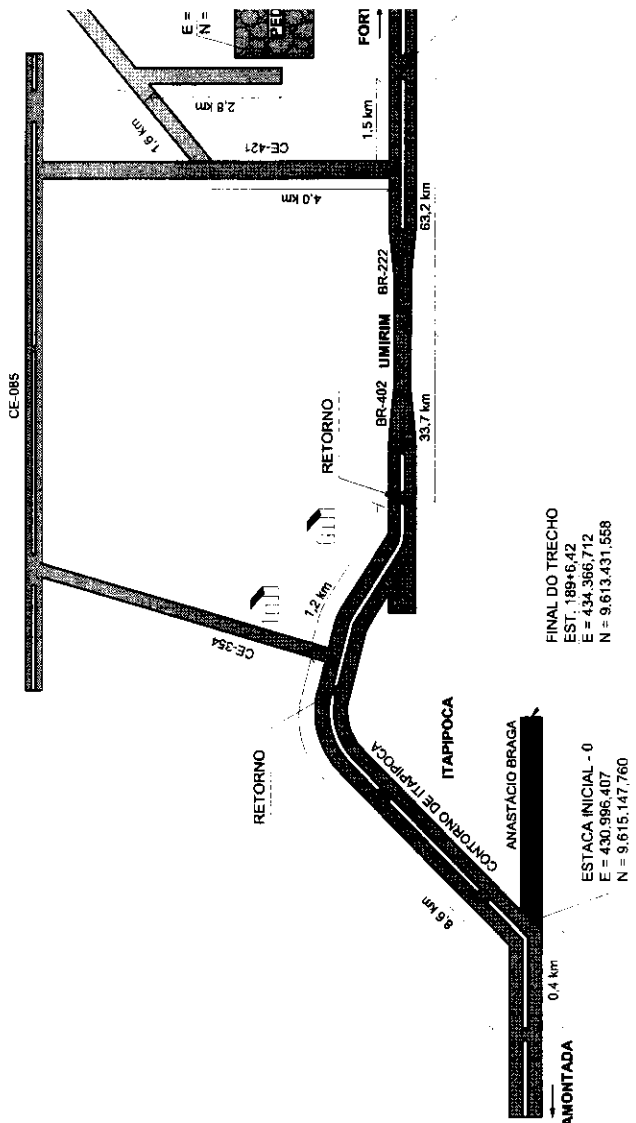 E =
N =
PED
FORT
2,8 km
1,6 km
1,5 km
CE-421
4,0 km
CE-085
63,2 km
BR-222
UMIRIM
BR-402
33,7 km
RETORNO
1,2 km
CE-354
RETORNO
CONTORNO DE ITAPIPOCA
ITAPIPOCA
8,6 km
ANASTÁCIO BRAGA
0,4 km
AMONTADA
FINAL DO TRECHO
EST. 189+6,42
E = 434.366,712
N = 9.613.431,558
ESTACA INICIAL - 0
E = 430.996,407
N = 9.615.147,760